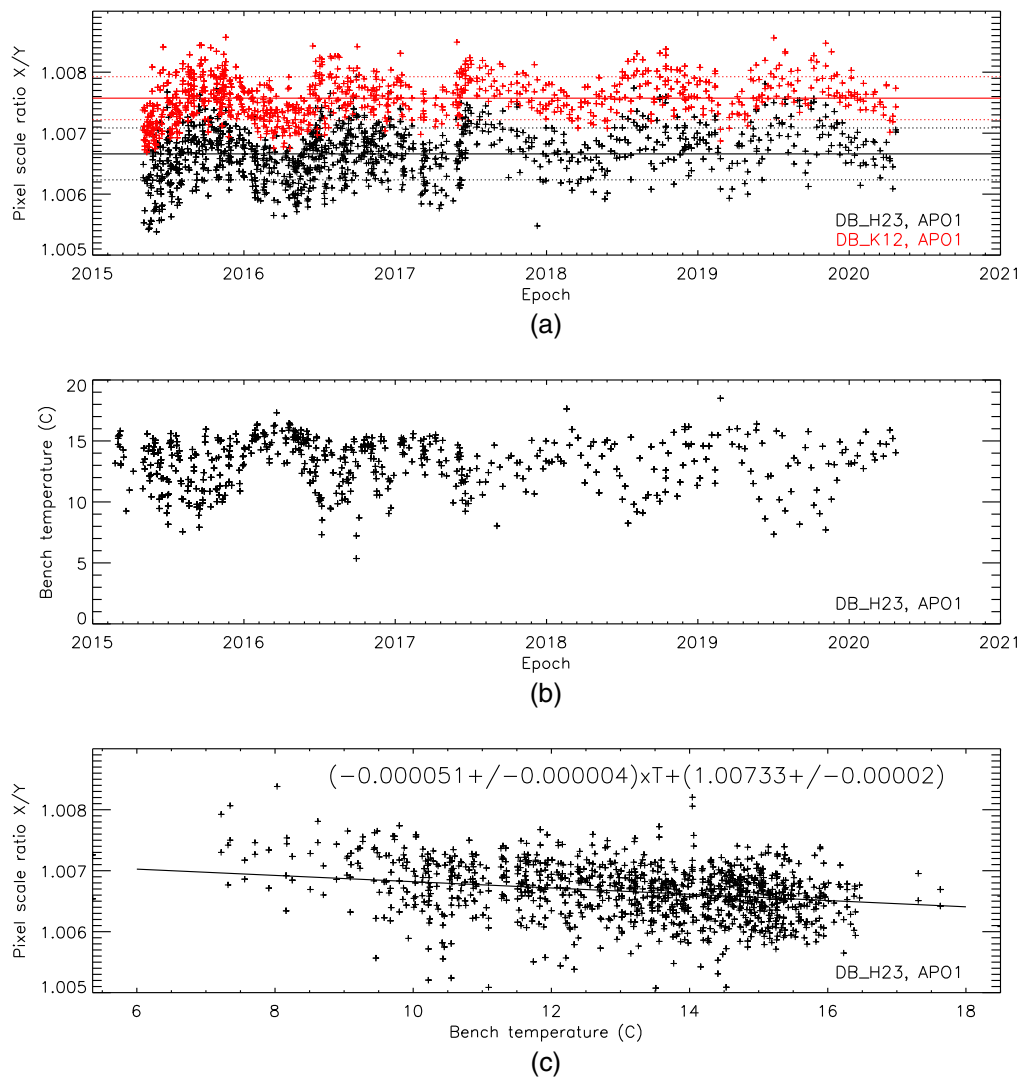 Pixel scale ratio X/Y
1.008
1.007
1.006
1.005
DB_H23, APO1
DB_K12, APO1
2015 2016 2017 2018 2019 2020 2021
Epoch
(a)
Bench temperature (C)
20
15
10
5
0
DB_H23, APO1
2015 2016 2017 2018 2019 2020 2021
Epoch
(b)
Pixel scale ratio X/Y
(−0.000051+/−0.000004)xT+(1.00733+/−0.00002)
1.008
1.007
1.006
1.005
DB_H23, APO1
6 8 10 12 14 16 18
Bench temperature (C)
(c)